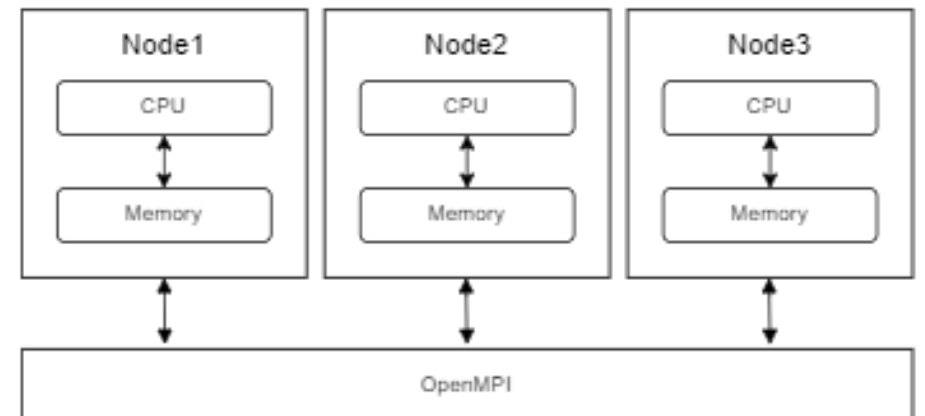 Node1 Node2 Node3
CPU CPU CPU
Memory Memory Memory
OpenMPI